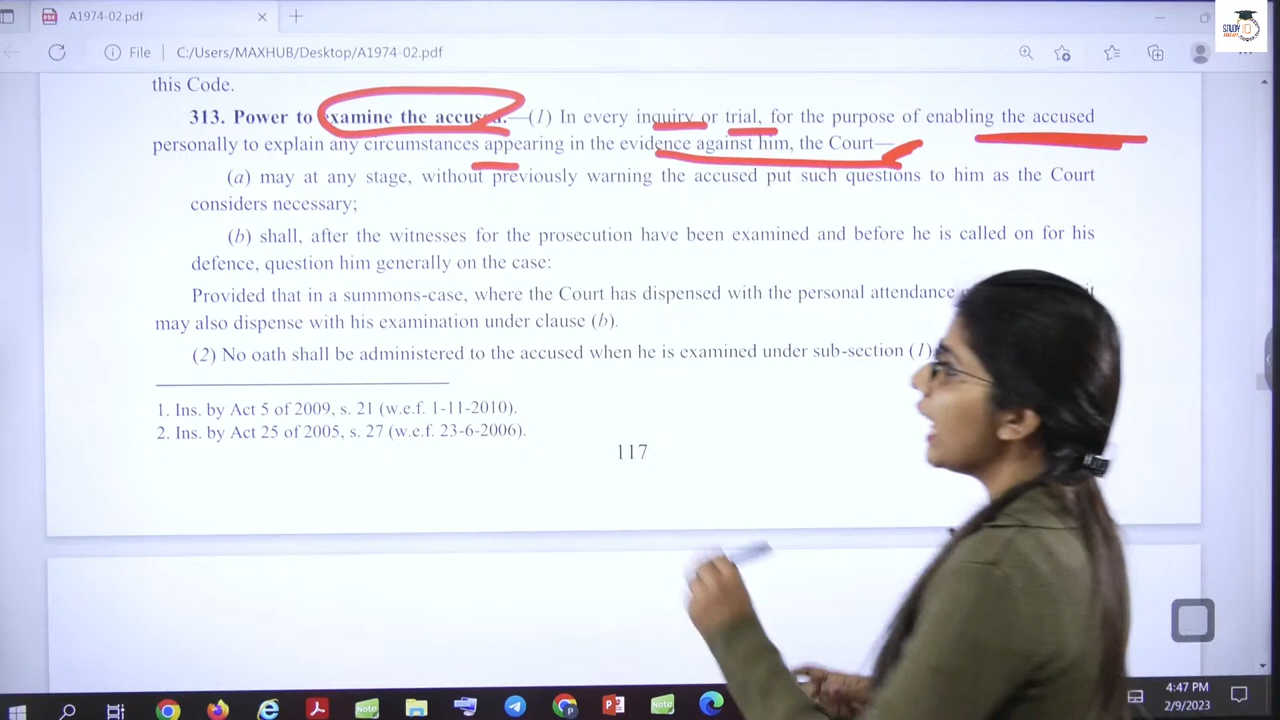 A1974-02.pdf
File
C:/Users/MAXHUB/Desktop/A1974-02.pdf
STUDY iQ
this Code.
313. Power to examine the accused.—(1) In every inquiry or trial, for the purpose of enabling the accused
personally to explain any circumstances appearing in the evidence against him, the Court—
(a) may at any stage, without previously warning the accused put such questions to him as the Court
considers necessary;
(b) shall, after the witnesses for the prosecution have been examined and before he is called on for his
defence, question him generally on the case:
Provided that in a summons-case, where the Court has dispensed with the personal attendance it
may also dispense with his examination under clause (b).
(2) No oath shall be administered to the accused when he is examined under sub-section (1)
1. Ins. by Act 5 of 2009, s. 21 (w.e.f. 1-11-2010).
2. Ins. by Act 25 of 2005, s. 27 (w.e.f. 23-6-2006).
117
Note
Note
4:47 PM
2/9/2023